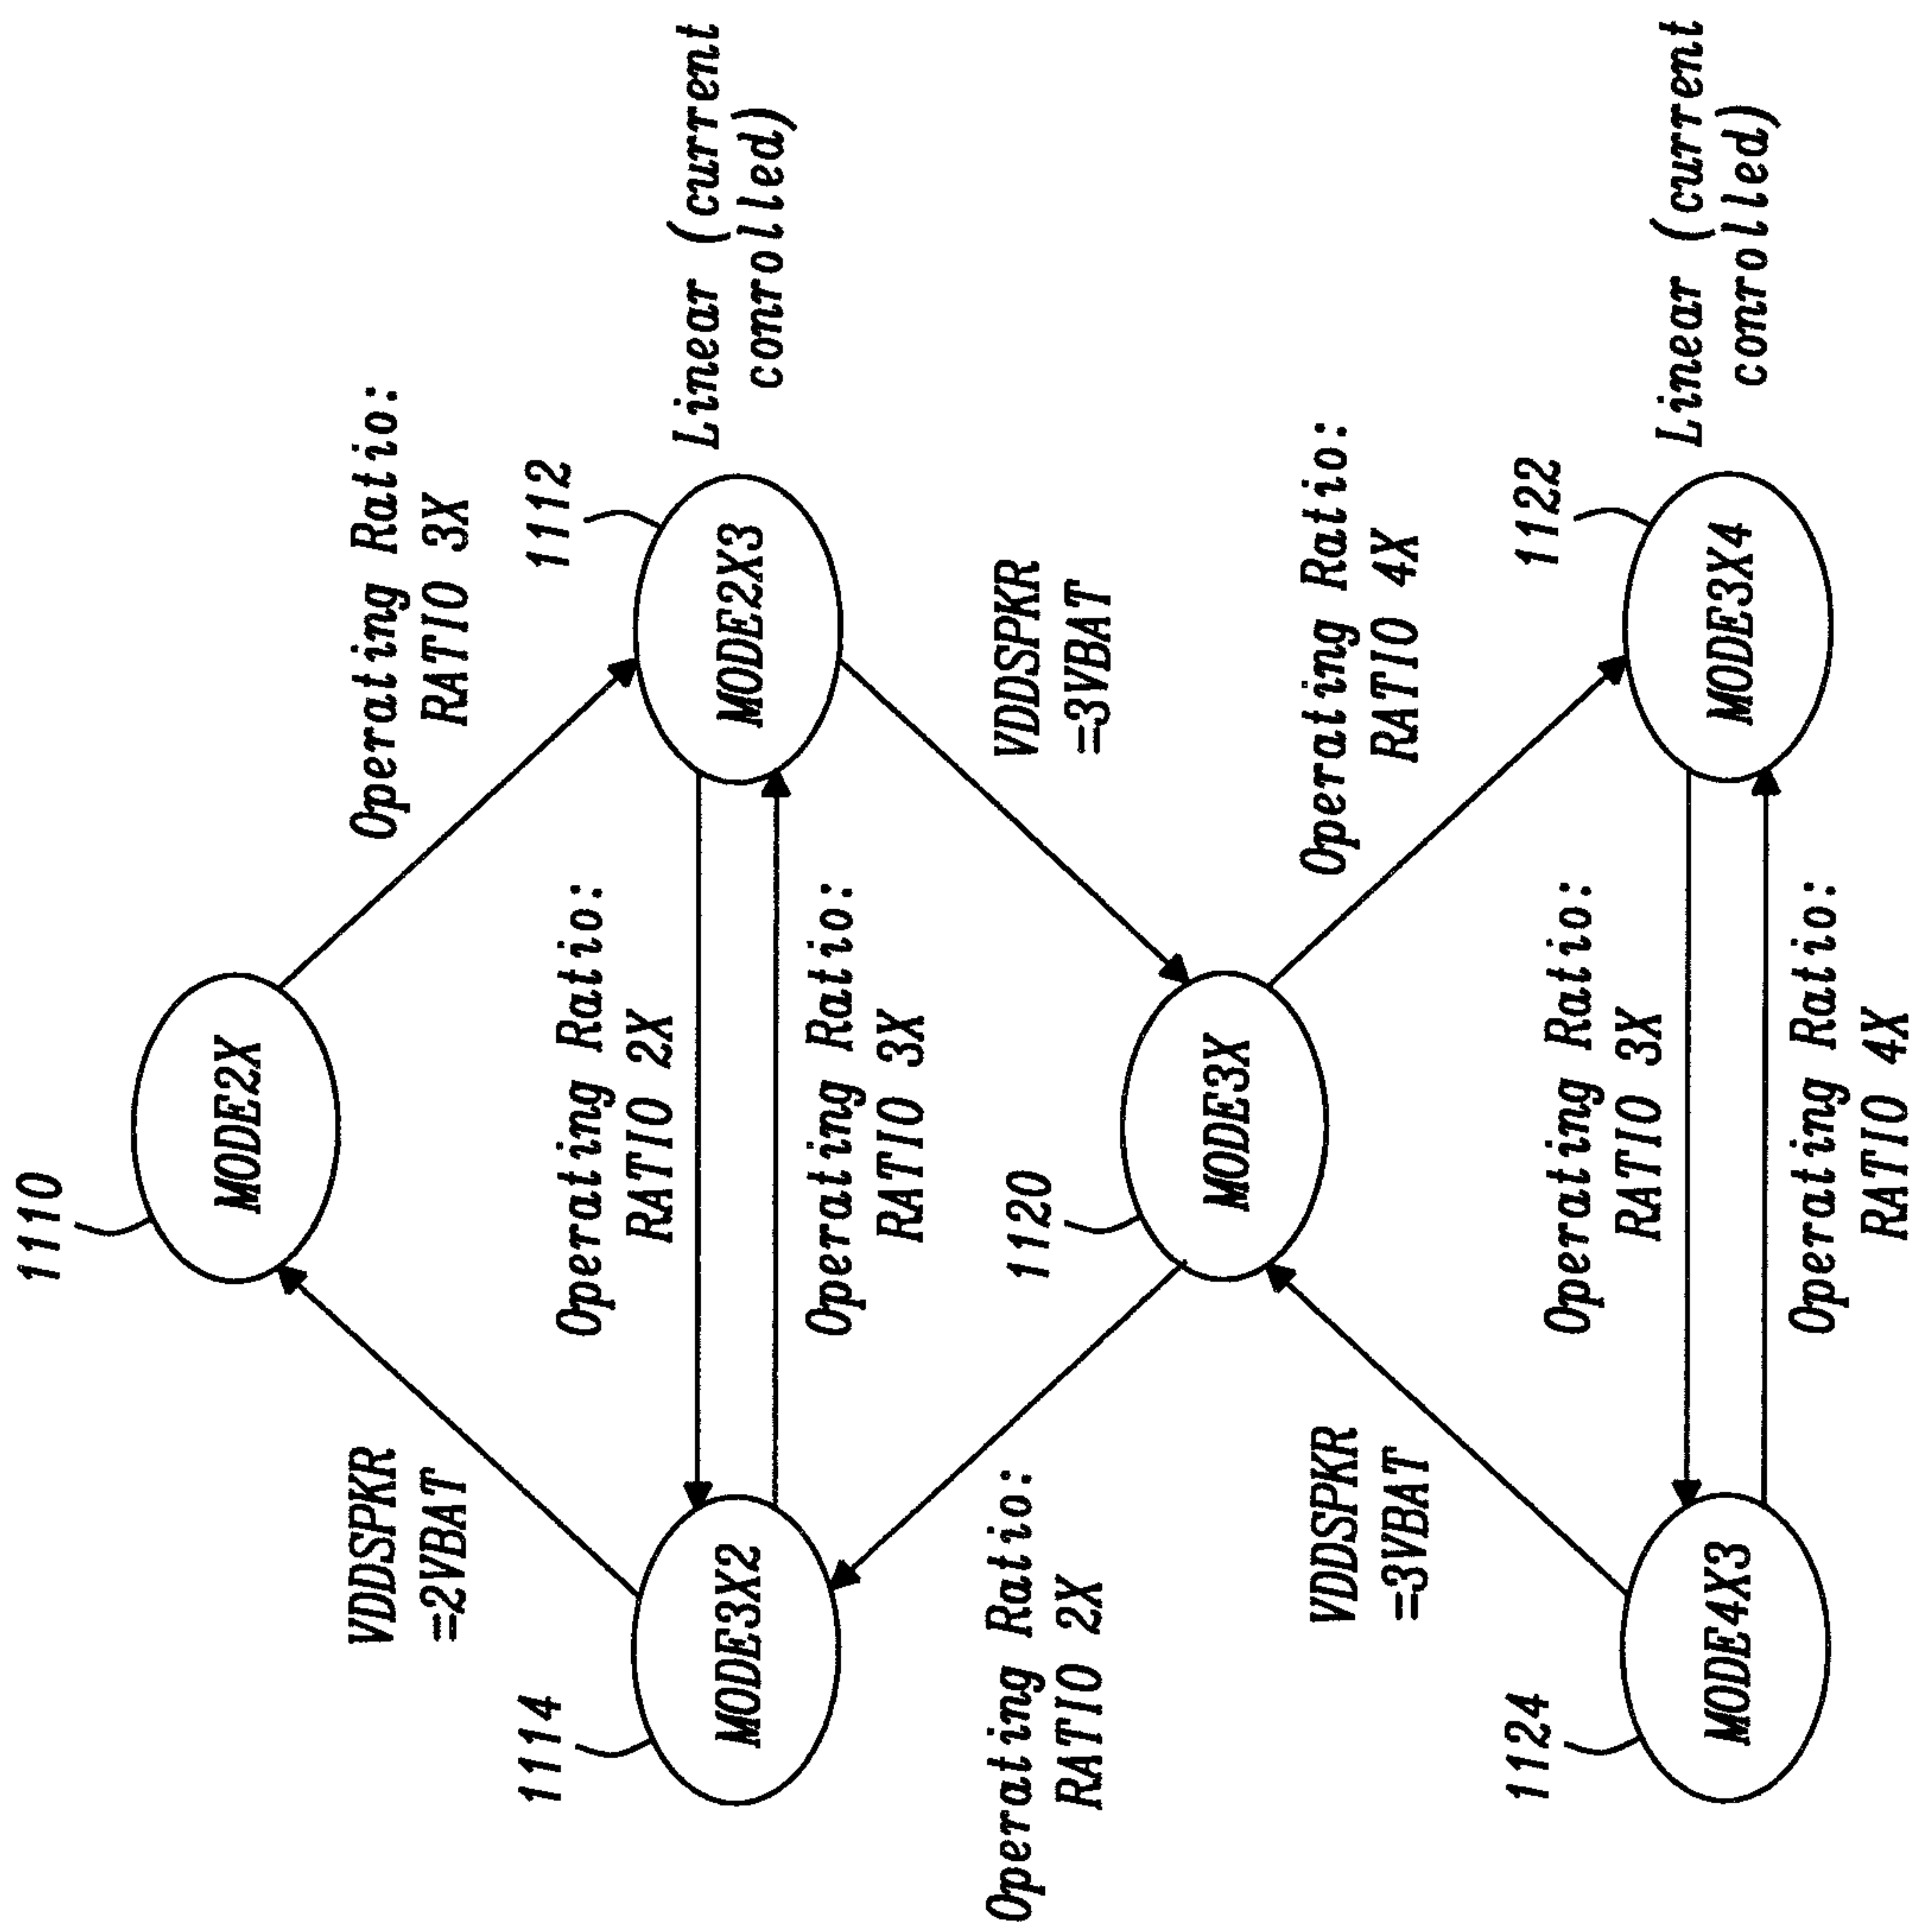 1110
MODE2X
Operating Ratio:
RATIO 3X
VDDSPKR
=2VBAT
1112
MODE2X3
Linear (current
conrolled)
1114
MODE3X2
Operating Ratio:
RATIO 2X
Operating Ratio:
RATIO 3X
VDDSPKR
=3VBAT
Operating Ratio:
RATIO 2X
1120
MODE3X
Operating Ratio:
RATIO 4X
VDDSPKR
=3VBAT
1122
MODE3X4
Linear (current
conrolled)
1124
MODE4X3
Operating Ratio:
RATIO 3X
Operating Ratio:
RATIO 4X